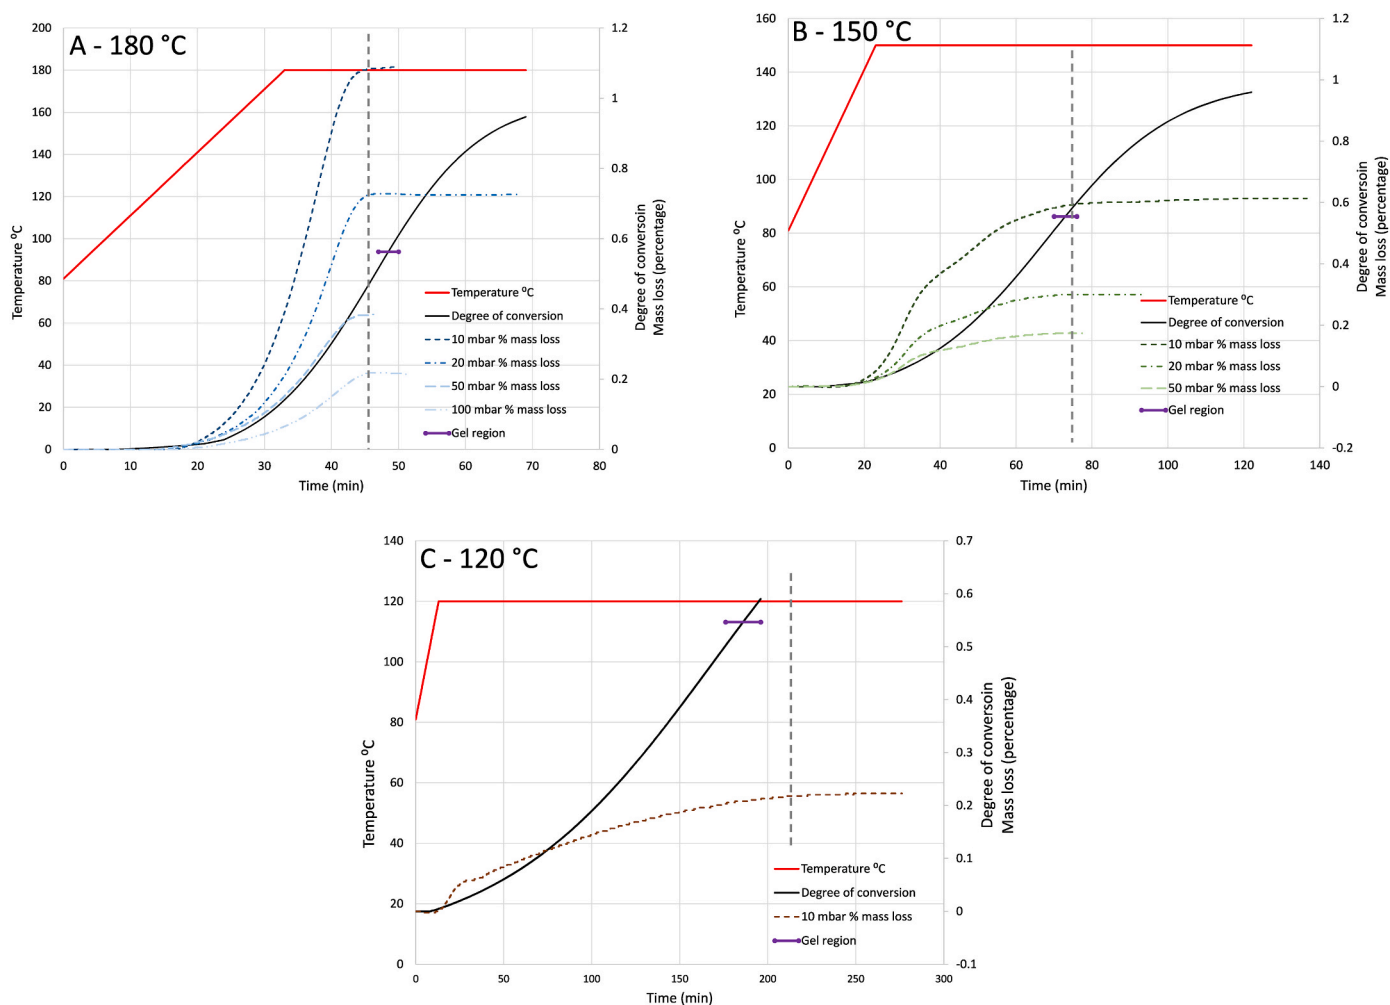 A - 180 °C
200
180
160
140
120
100
80
60
40
20
0
Temperature ⁰C
0
10
20
30
40
50
60
70
80
Time (min)
1.2
1
0.8
0.6
0.4
0.2
0
Degree of conversoin
Mass loss (percentage)
Temperature ⁰C
Degree of conversion
10 mbar % mass loss
20 mbar % mass loss
50 mbar % mass loss
100 mbar % mass loss
Gel region
B - 150 °C
160
140
120
100
80
60
40
20
0
Temperature ⁰C
0
20
40
60
80
100
120
140
Time (min)
1.2
1
0.8
0.6
0.4
0.2
0
-0.2
Degree of conversoin
Mass loss (percentage)
Temperature ⁰C
Degree of conversion
10 mbar % mass loss
20 mbar % mass loss
50 mbar % mass loss
Gel region
C - 120 °C
140
120
100
80
60
40
20
0
Temperature ⁰C
0
50
100
150
200
250
300
Time (min)
0.7
0.6
0.5
0.4
0.3
0.2
0.1
0
-0.1
Degree of conversoin
Mass loss (percentage)
Temperature ⁰C
Degree of conversion
10 mbar % mass loss
Gel region